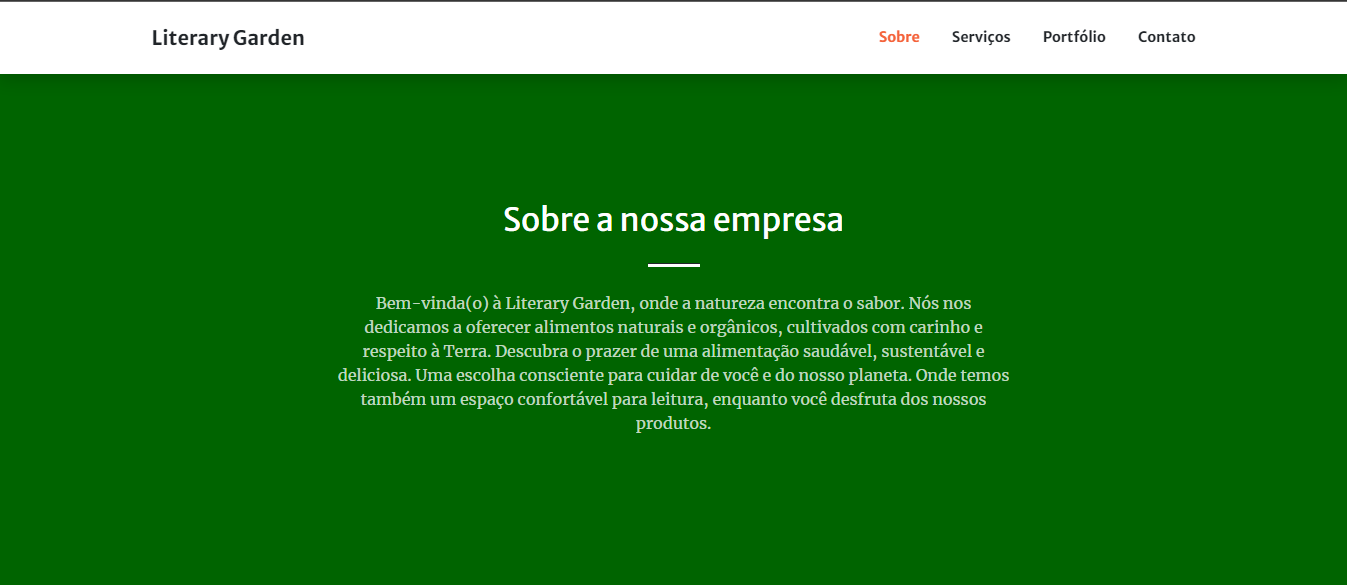 Literary Garden
Sobre Serviços Portfólio Contato
Sobre a nossa empresa
Bem-vinda(o) à Literary Garden, onde a natureza encontra o sabor. Nós nos
dedicamos a oferecer alimentos naturais e orgânicos, cultivados com carinho e
respeito à Terra. Descubra o prazer de uma alimentação saudável, sustentável e
deliciosa. Uma escolha consciente para cuidar de você e do nosso planeta. Onde temos
também um espaço confortável para leitura, enquanto você desfruta dos nossos
produtos.